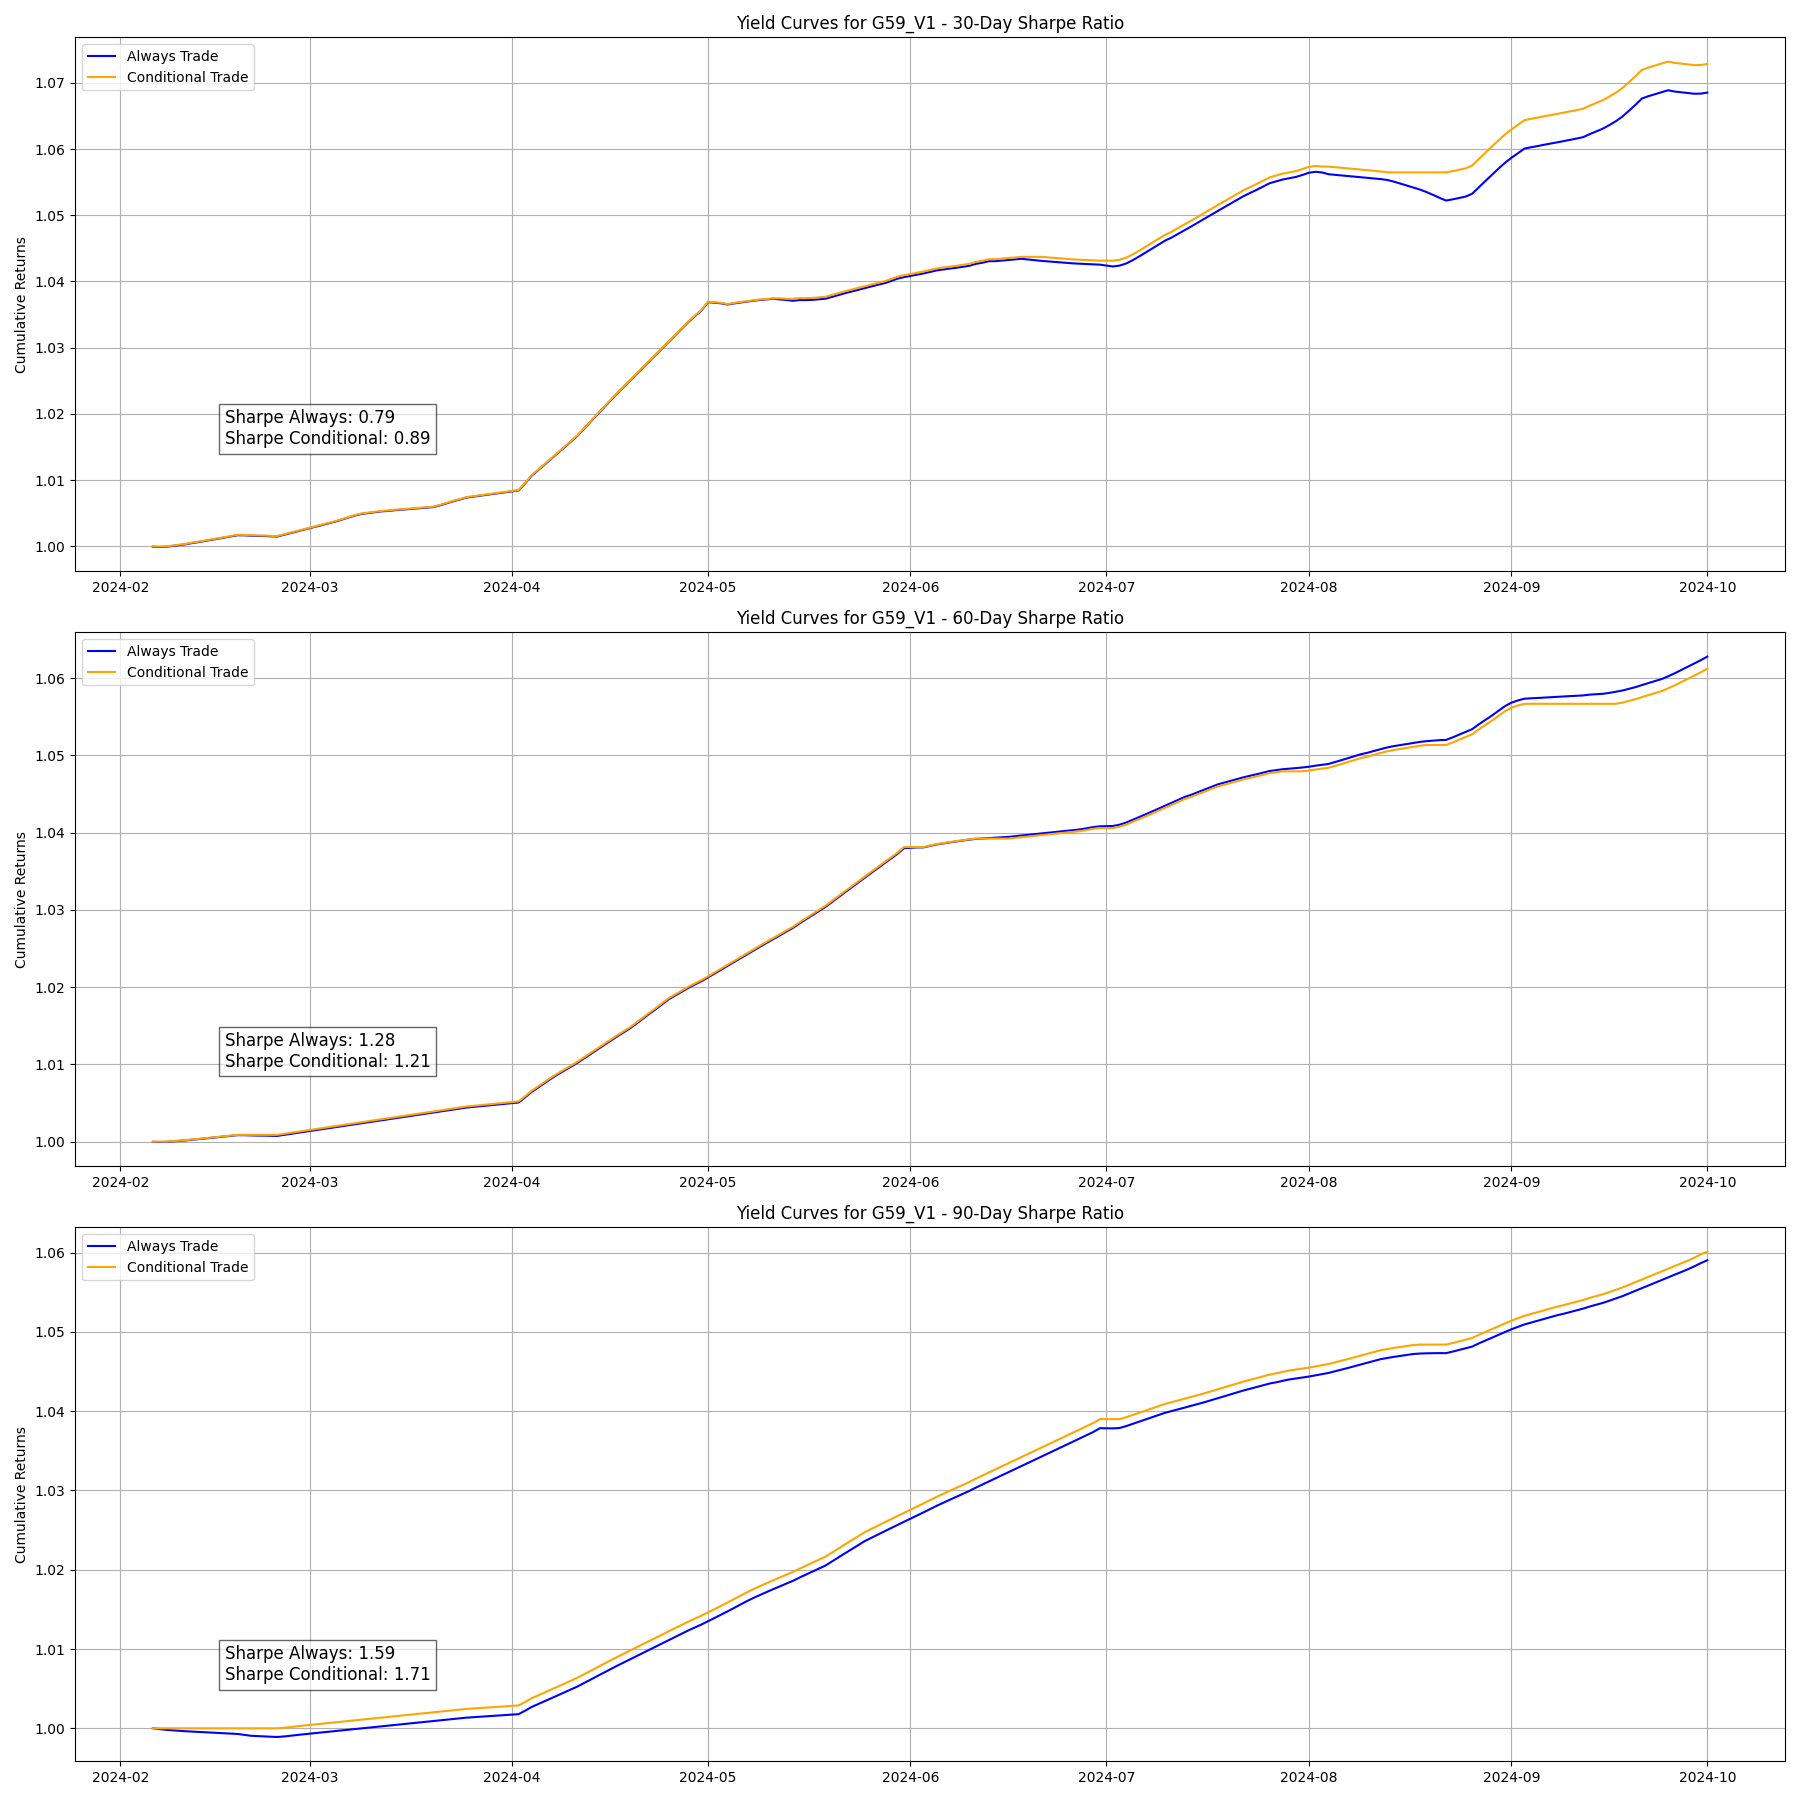 Yield Curves for G59_V1 - 30-Day Sharpe Ratio
Always Trade
Conditional Trade
Cumulative Returns
1.07
1.06
1.05
1.04
1.03
1.02
1.01
1.00
Sharpe Always: 0.79
Sharpe Conditional: 0.89
2024-02 2024-03 2024-04 2024-05 2024-06 2024-07 2024-08 2024-09 2024-10
Yield Curves for G59_V1 - 60-Day Sharpe Ratio
Always Trade
Conditional Trade
Cumulative Returns
1.06
1.05
1.04
1.03
1.02
1.01
1.00
Sharpe Always: 1.28
Sharpe Conditional: 1.21
2024-02 2024-03 2024-04 2024-05 2024-06 2024-07 2024-08 2024-09 2024-10
Yield Curves for G59_V1 - 90-Day Sharpe Ratio
Always Trade
Conditional Trade
Cumulative Returns
1.06
1.05
1.04
1.03
1.02
1.01
1.00
Sharpe Always: 1.59
Sharpe Conditional: 1.71
2024-02 2024-03 2024-04 2024-05 2024-06 2024-07 2024-08 2024-09 2024-10